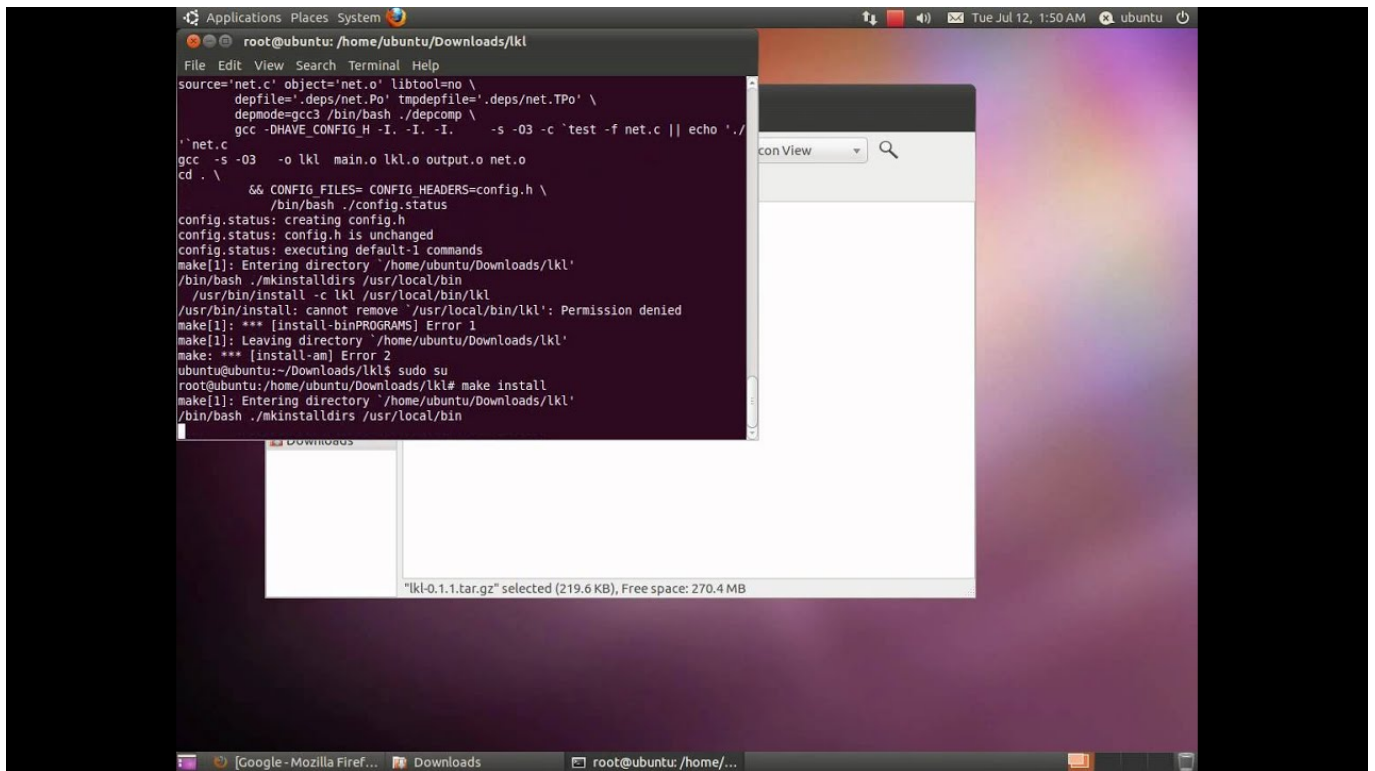 Applications Places System
Tue Jul 12, 1:50 AM
ubuntu
root@ubuntu: /home/ubuntu/Downloads/lkl
File Edit View Search Terminal Help
source='net.c' object='net.o' libtool=no \
depfile='.deps/net.Po' tmpdepfile='.deps/net.TPo' \
depmode=gcc3 /bin/bash ./depcomp \
gcc -DHAVE_CONFIG_H -I. -I. -I. -s -O3 -c `test -f net.c || echo './
'`net.c
gcc -s -O3 -o lkl main.o lkl.o output.o net.o
cd . \
&& CONFIG_FILES= CONFIG_HEADERS=config.h \
/bin/bash ./config.status
config.status: creating config.h
config.status: config.h is unchanged
config.status: executing default-1 commands
make[1]: Entering directory `/home/ubuntu/Downloads/lkl'
/bin/bash ./mkinstalldirs /usr/local/bin
/usr/bin/install -c lkl /usr/local/bin/lkl
/usr/bin/install: cannot remove `/usr/local/bin/lkl': Permission denied
make[1]: *** [install-binPROGRAMS] Error 1
make[1]: Leaving directory `/home/ubuntu/Downloads/lkl'
make: *** [install-am] Error 2
ubuntu@ubuntu:~/Downloads/lkl$ sudo su
root@ubuntu:/home/ubuntu/Downloads/lkl# make install
make[1]: Entering directory `/home/ubuntu/Downloads/lkl'
/bin/bash ./mkinstalldirs /usr/local/bin
con View
Downloads
"lkl-0.1.1.tar.gz" selected (219.6 KB), Free space: 270.4 MB
[Google - Mozilla Firef...
Downloads
root@ubuntu: /home/...